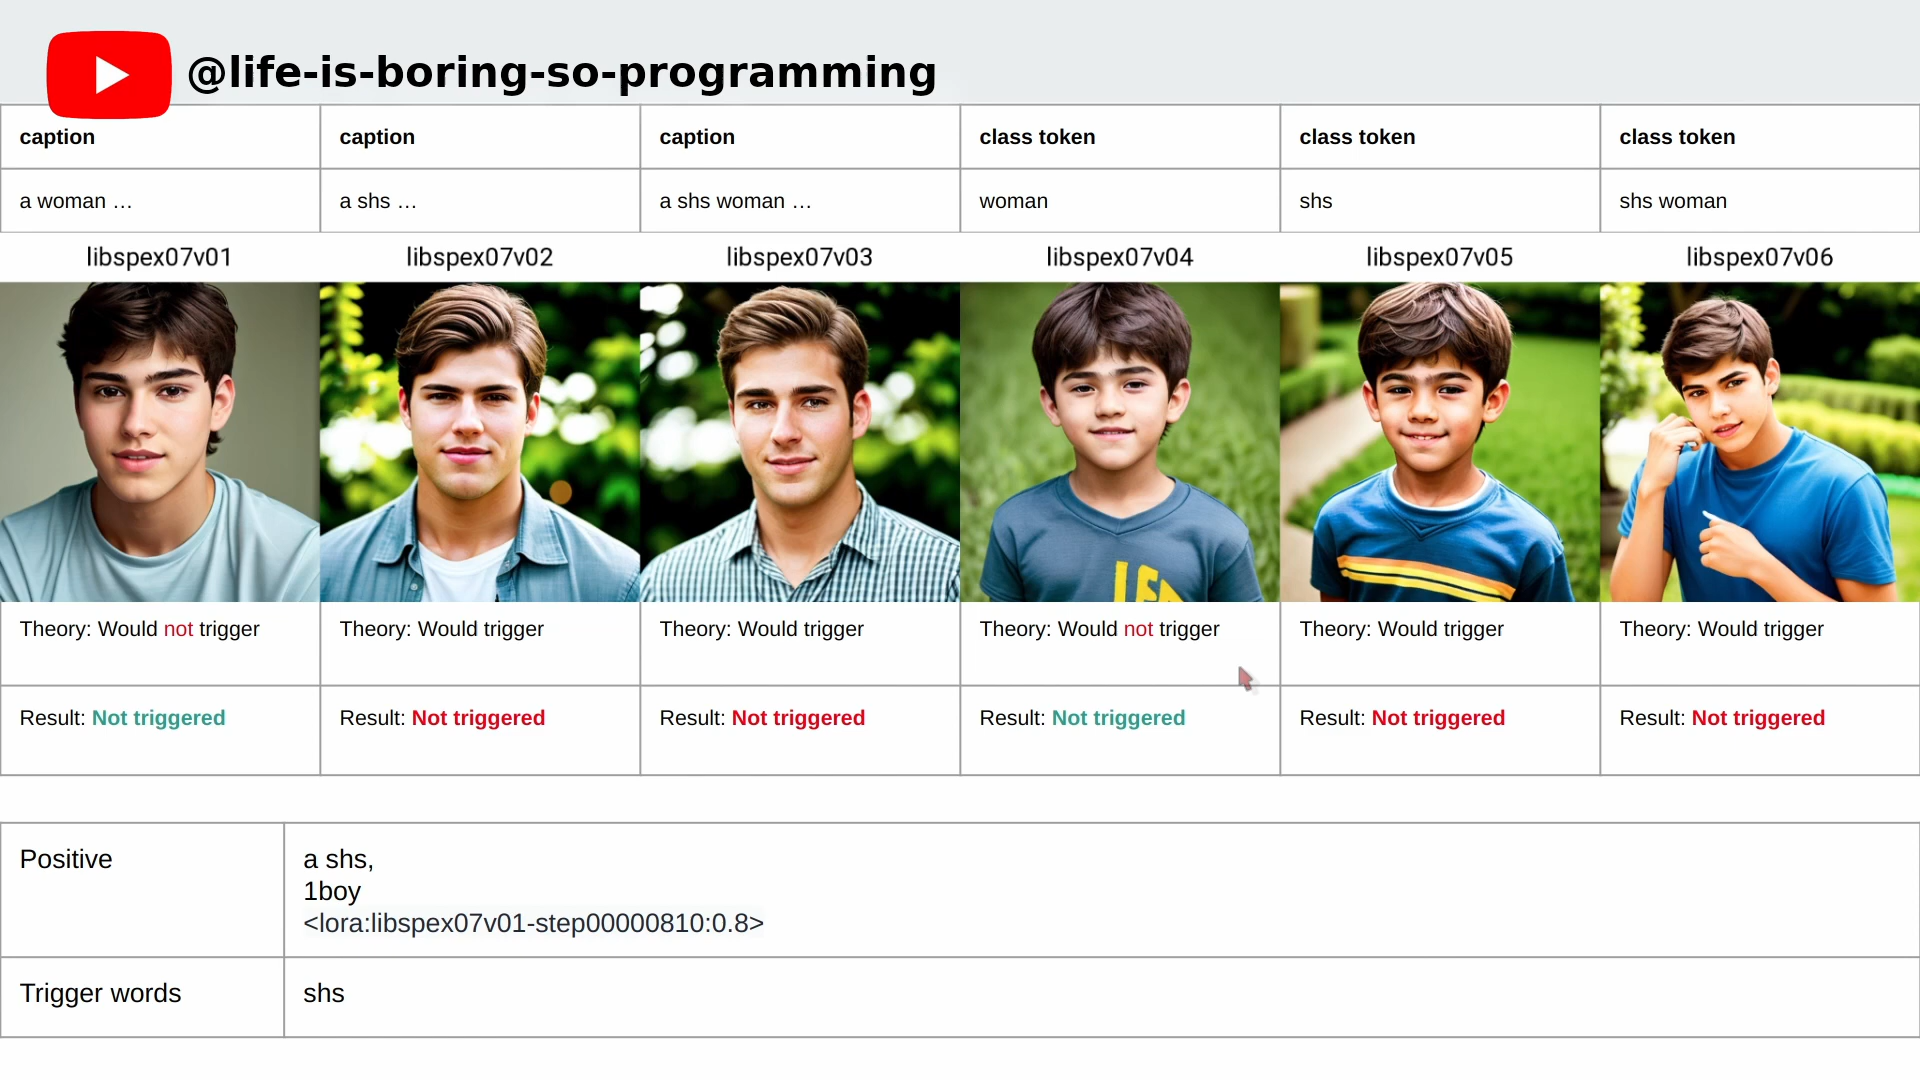 @life-is-boring-so-programming
caption caption caption class token class token class token
a woman … a shs … a shs woman … woman shs shs woman
libspex07v01 libspex07v02 libspex07v03 libspex07v04 libspex07v05 libspex07v06
Theory: Would not trigger Theory: Would trigger Theory: Would trigger Theory: Would not trigger Theory: Would trigger Theory: Would trigger
Result: Not triggered Result: Not triggered Result: Not triggered Result: Not triggered Result: Not triggered Result: Not triggered
Positive a shs,
1boy
<lora:libspex07v01-step00000810:0.8>
Trigger words shs